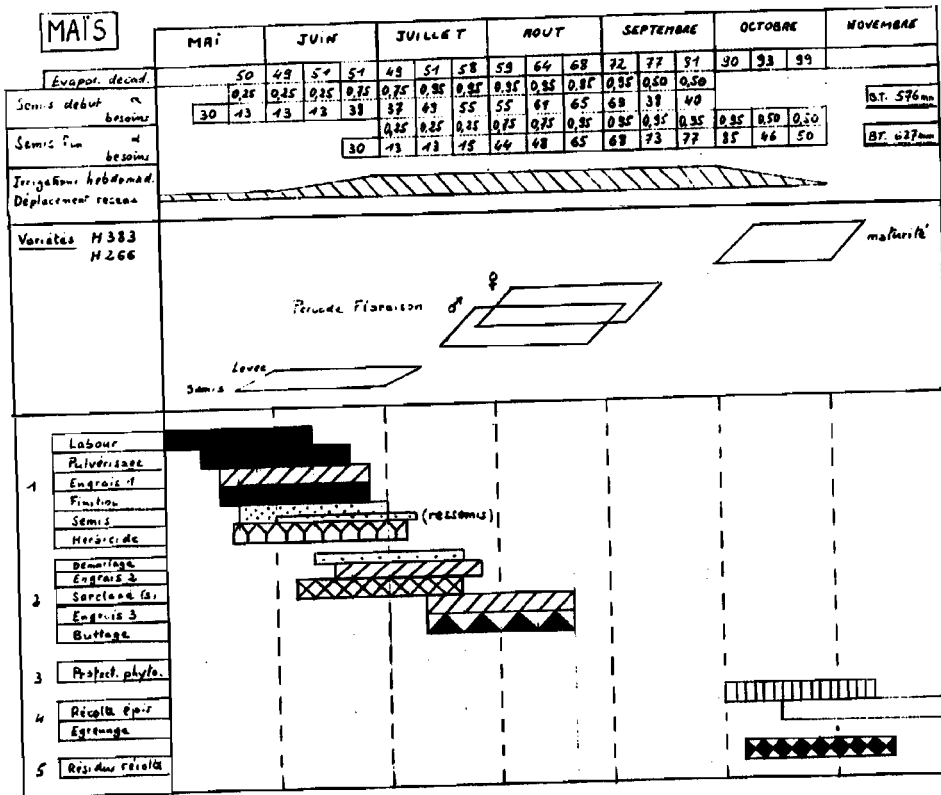 MAÏS
MAÏ JUIN JUILLET AOUT SEPTEMBRE OCTOBRE NOVEMBRE
Evapor. decad. 50 49 51 51 49 51 58 59 64 68 72 77 81 90 93 99
Semis debut 0,25 0,25 0,25 0,75 0,75 0,95 0,95 0,95 0,95 0,95 0,95 0,50 0,50
besoins 30 13 13 13 38 37 49 55 55 61 65 69 38 40 B.T. 576mm
Semis fin 0,25 0,25 0,25 0,75 0,75 0,95 0,95 0,95 0,95 0,95 0,50 0,50
besoins 30 13 13 15 44 48 65 68 73 77 85 46 50 BT. 627mm
Irrigations hebdomad.
Déplacement reseau
Variétés H 383
H 266
maturité
♀
Periode Floraison ♂
Levee
Semis
Labour
Pulvérisage
1 Engrais 1
Finition
Semis (ressemis)
Herbicide
Démariage
Engrais 2
2 Sarclage (s)
Engrais 3
Buttage
3 Protect. phyto.
4 Récolte épis
Egrenage
5 Résidus récolte